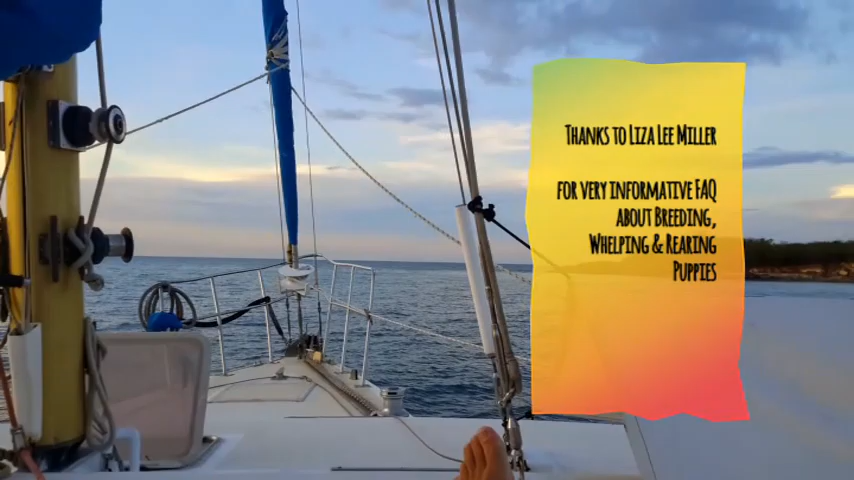 Thanks to Liza Lee Miller
for very informative FAQ
about Breeding,
Whelping & Rearing
Puppies